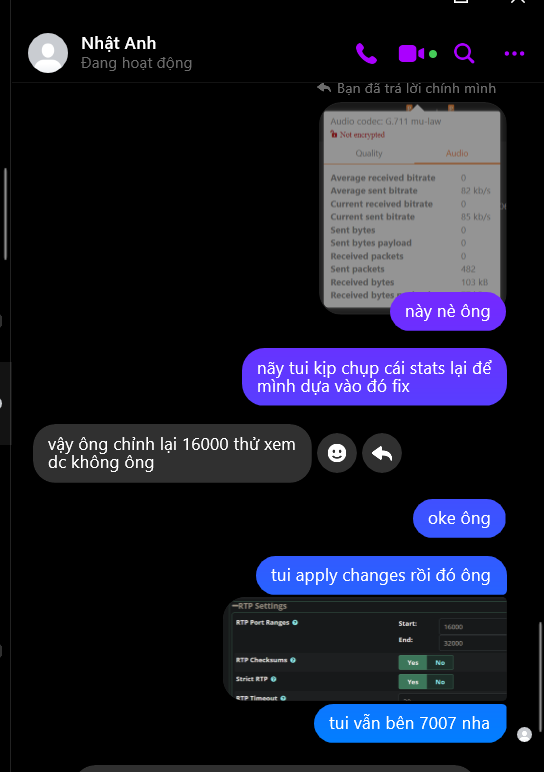 Nhật Anh
Đang hoạt động
Bạn đã trả lời chính mình
Audio codec: G.711 mu-law
Not encrypted
Quality Audio
Average received bitrate 0
Average sent bitrate 82 kb/s
Current received bitrate 0
Current sent bitrate 85 kb/s
Sent bytes 0
Sent bytes payload 0
Received packets 0
Sent packets 482
Received bytes 103 kB
Received bytes
này nè ông
nãy tui kịp chụp cái stats lại để
mình dựa vào đó fix
vậy ông chỉnh lại 16000 thử xem
dc không ông
oke ông
tui apply changes rồi đó ông
RTP Settings
RTP Port Ranges Start: 16000
End: 32000
RTP Checksums Yes No
Strict RTP Yes No
RTP Timeout
tui vẫn bên 7007 nha